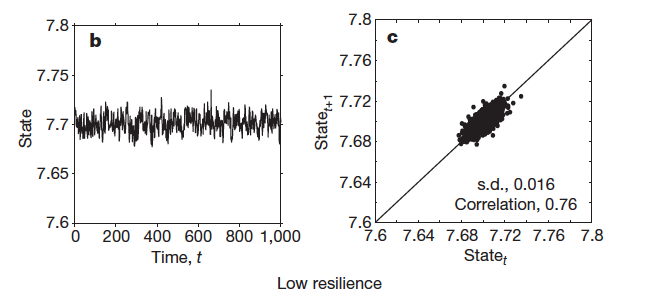 b
State
7.8
7.75
7.7
7.65
7.6
0 200 400 600 800 1,000
Time, t
c
State_{t+1}
7.8
7.76
7.72
7.68
7.64
7.6
s.d., 0.016
Correlation, 0.76
7.6 7.64 7.68 7.72 7.76 7.8
State_t
Low resilience